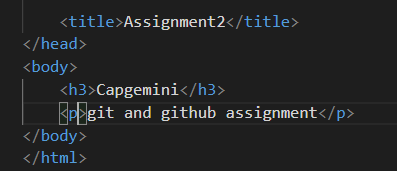 <title>Assignment2</title>
</head>
<body>
<h3>Capgemini</h3>
<p>git and github assignment</p>
</body>
</html>